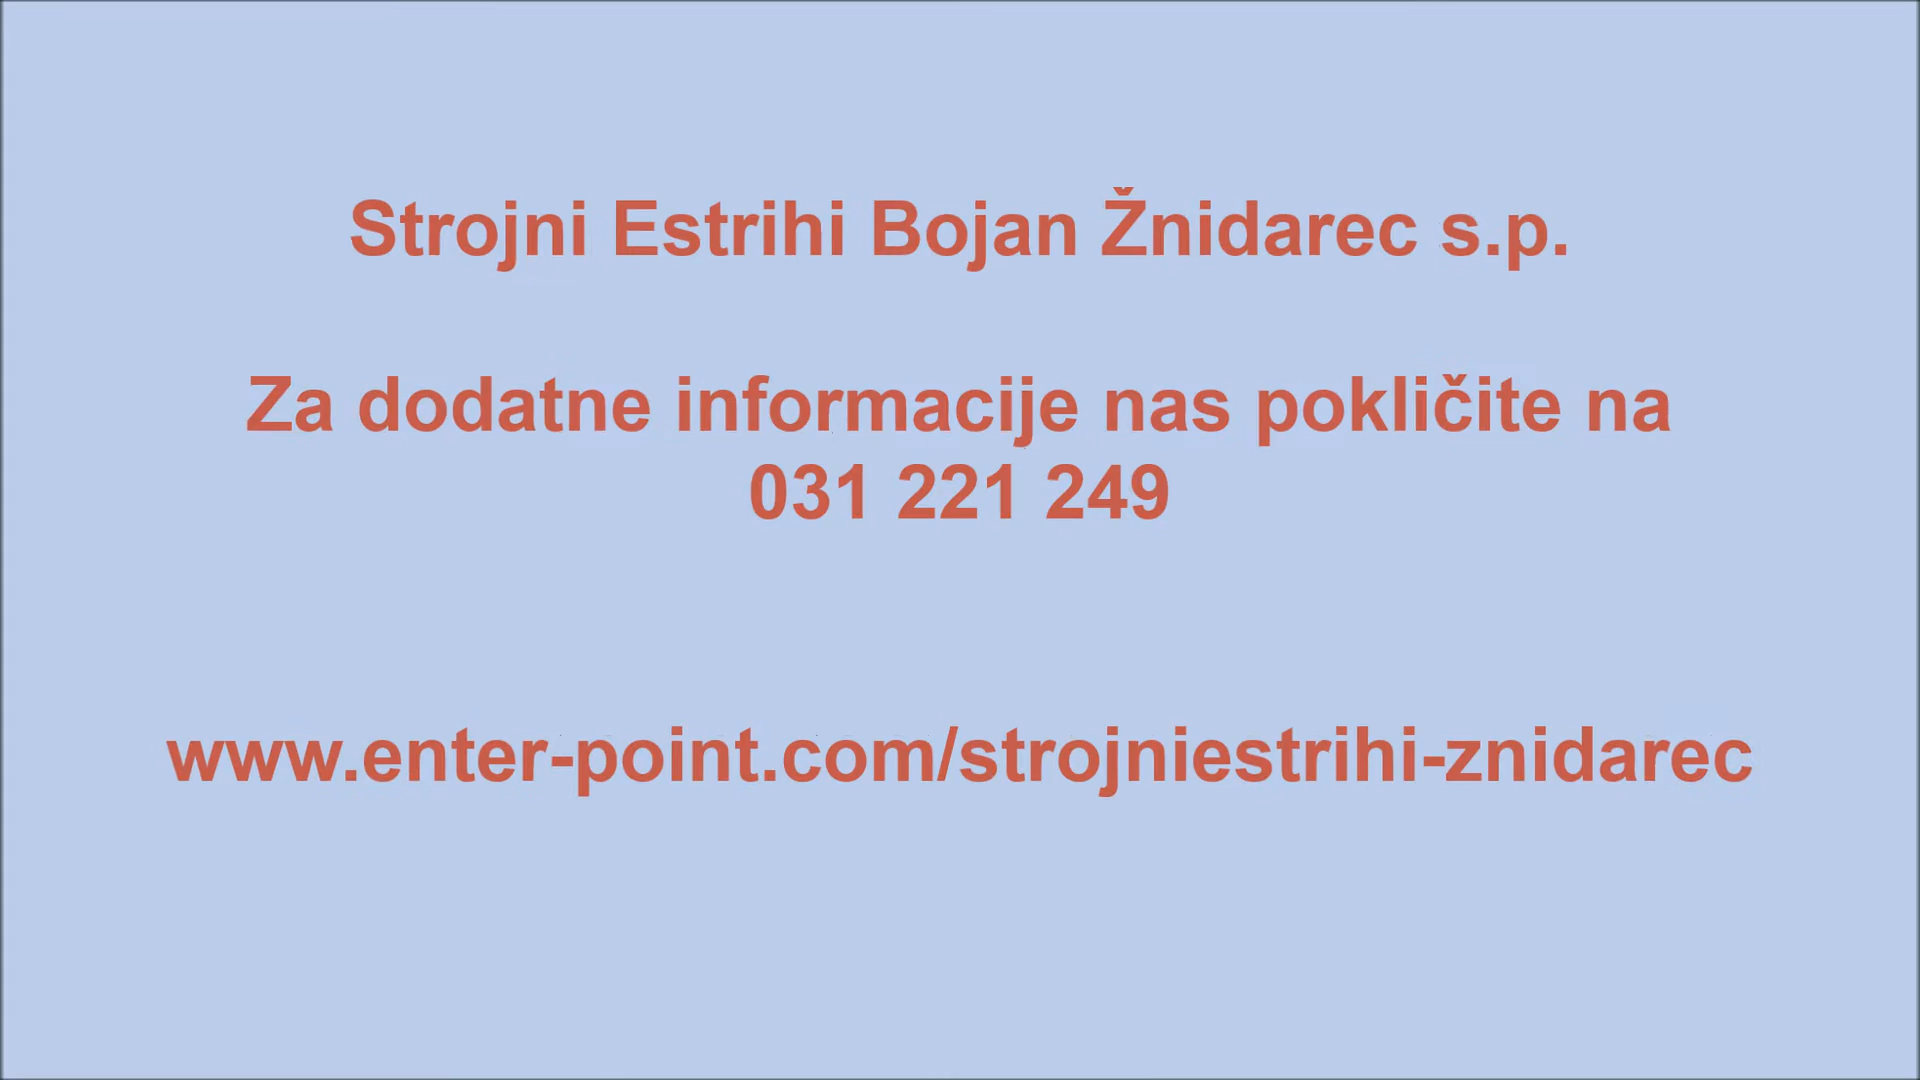 Strojni Estrihi Bojan Žnidarec s.p.
Za dodatne informacije nas pokličite na
031 221 249
www.enter-point.com/strojniestrihi-znidarec